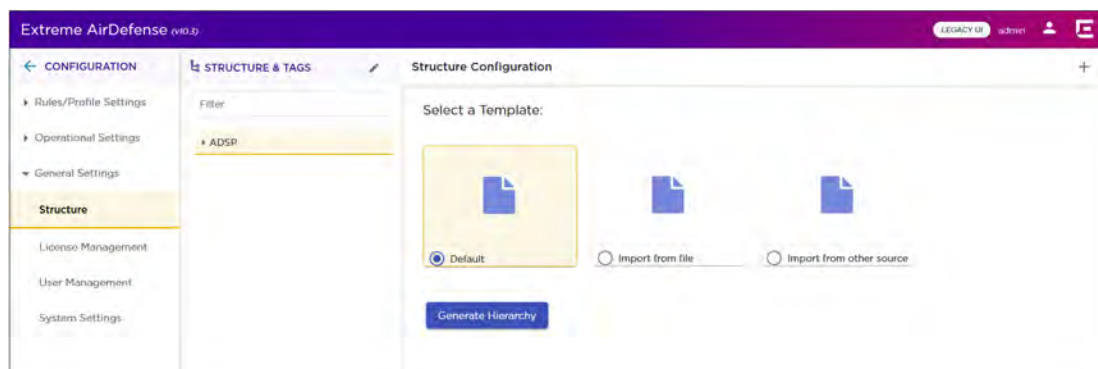 Extreme AirDefense (v10.3)
LEGACY UI admin
CONFIGURATION
Rules/Profile Settings
Operational Settings
General Settings
Structure
License Management
User Management
System Settings
STRUCTURE & TAGS
Filter
ADSP
Structure Configuration
Select a Template:
Default
Import from file
Import from other source
Generate Hierarchy